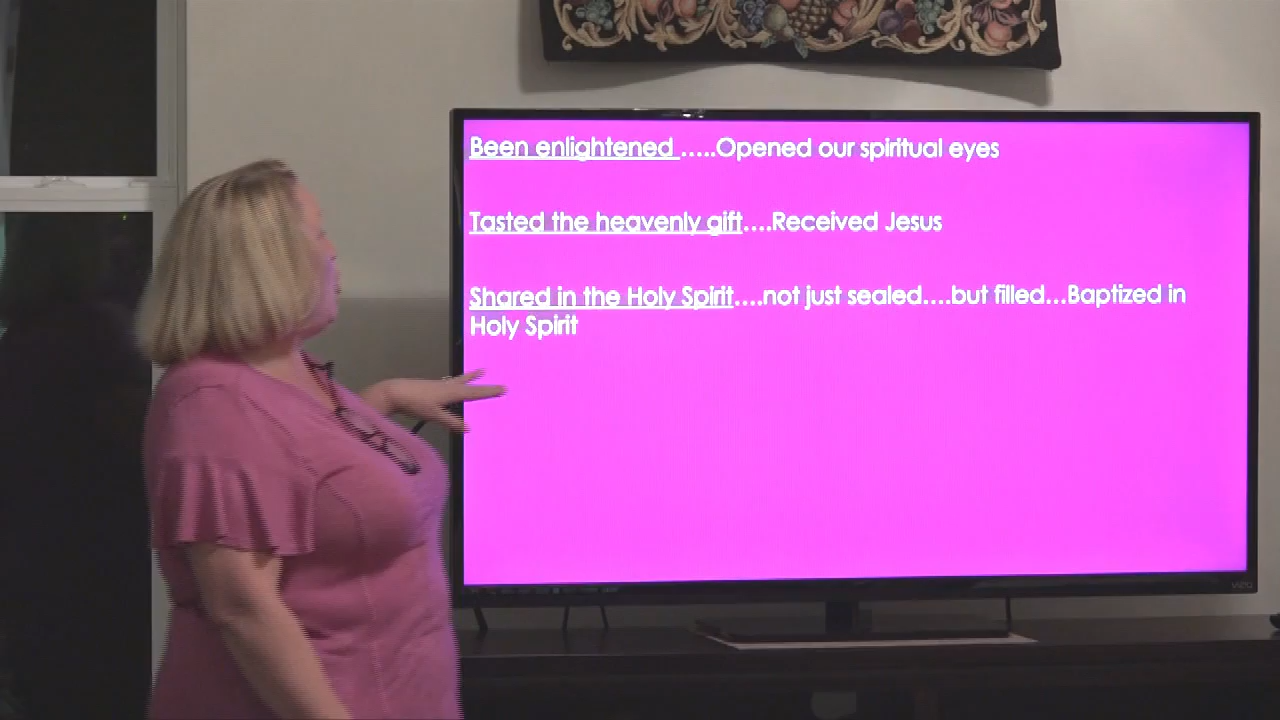 Been enlightened .....Opened our spiritual eyes
Tasted the heavenly gift....Received Jesus
Shared in the Holy Spirit....not just sealed....but filled...Baptized in
Holy Spirit
VIZIO